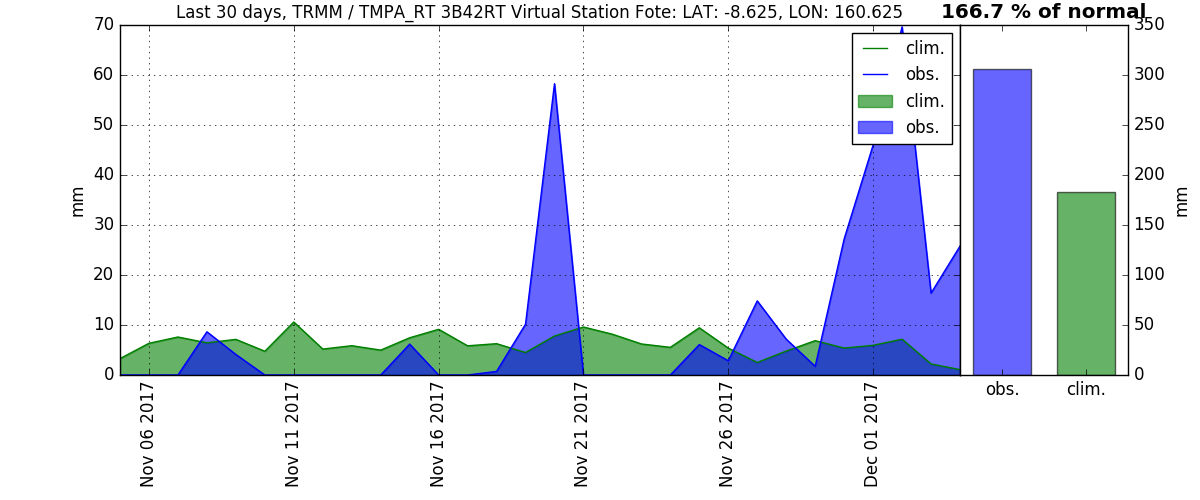 Last 30 days, TRMM / TMPA_RT 3B42RT Virtual Station Fote: LAT: -8.625, LON: 160.625
166.7 % of normal
70
60
50
40
30
20
10
0
mm
clim.
obs.
clim.
obs.
Nov 06 2017
Nov 11 2017
Nov 16 2017
Nov 21 2017
Nov 26 2017
Dec 01 2017
350
300
250
200
150
100
50
0
mm
obs.
clim.